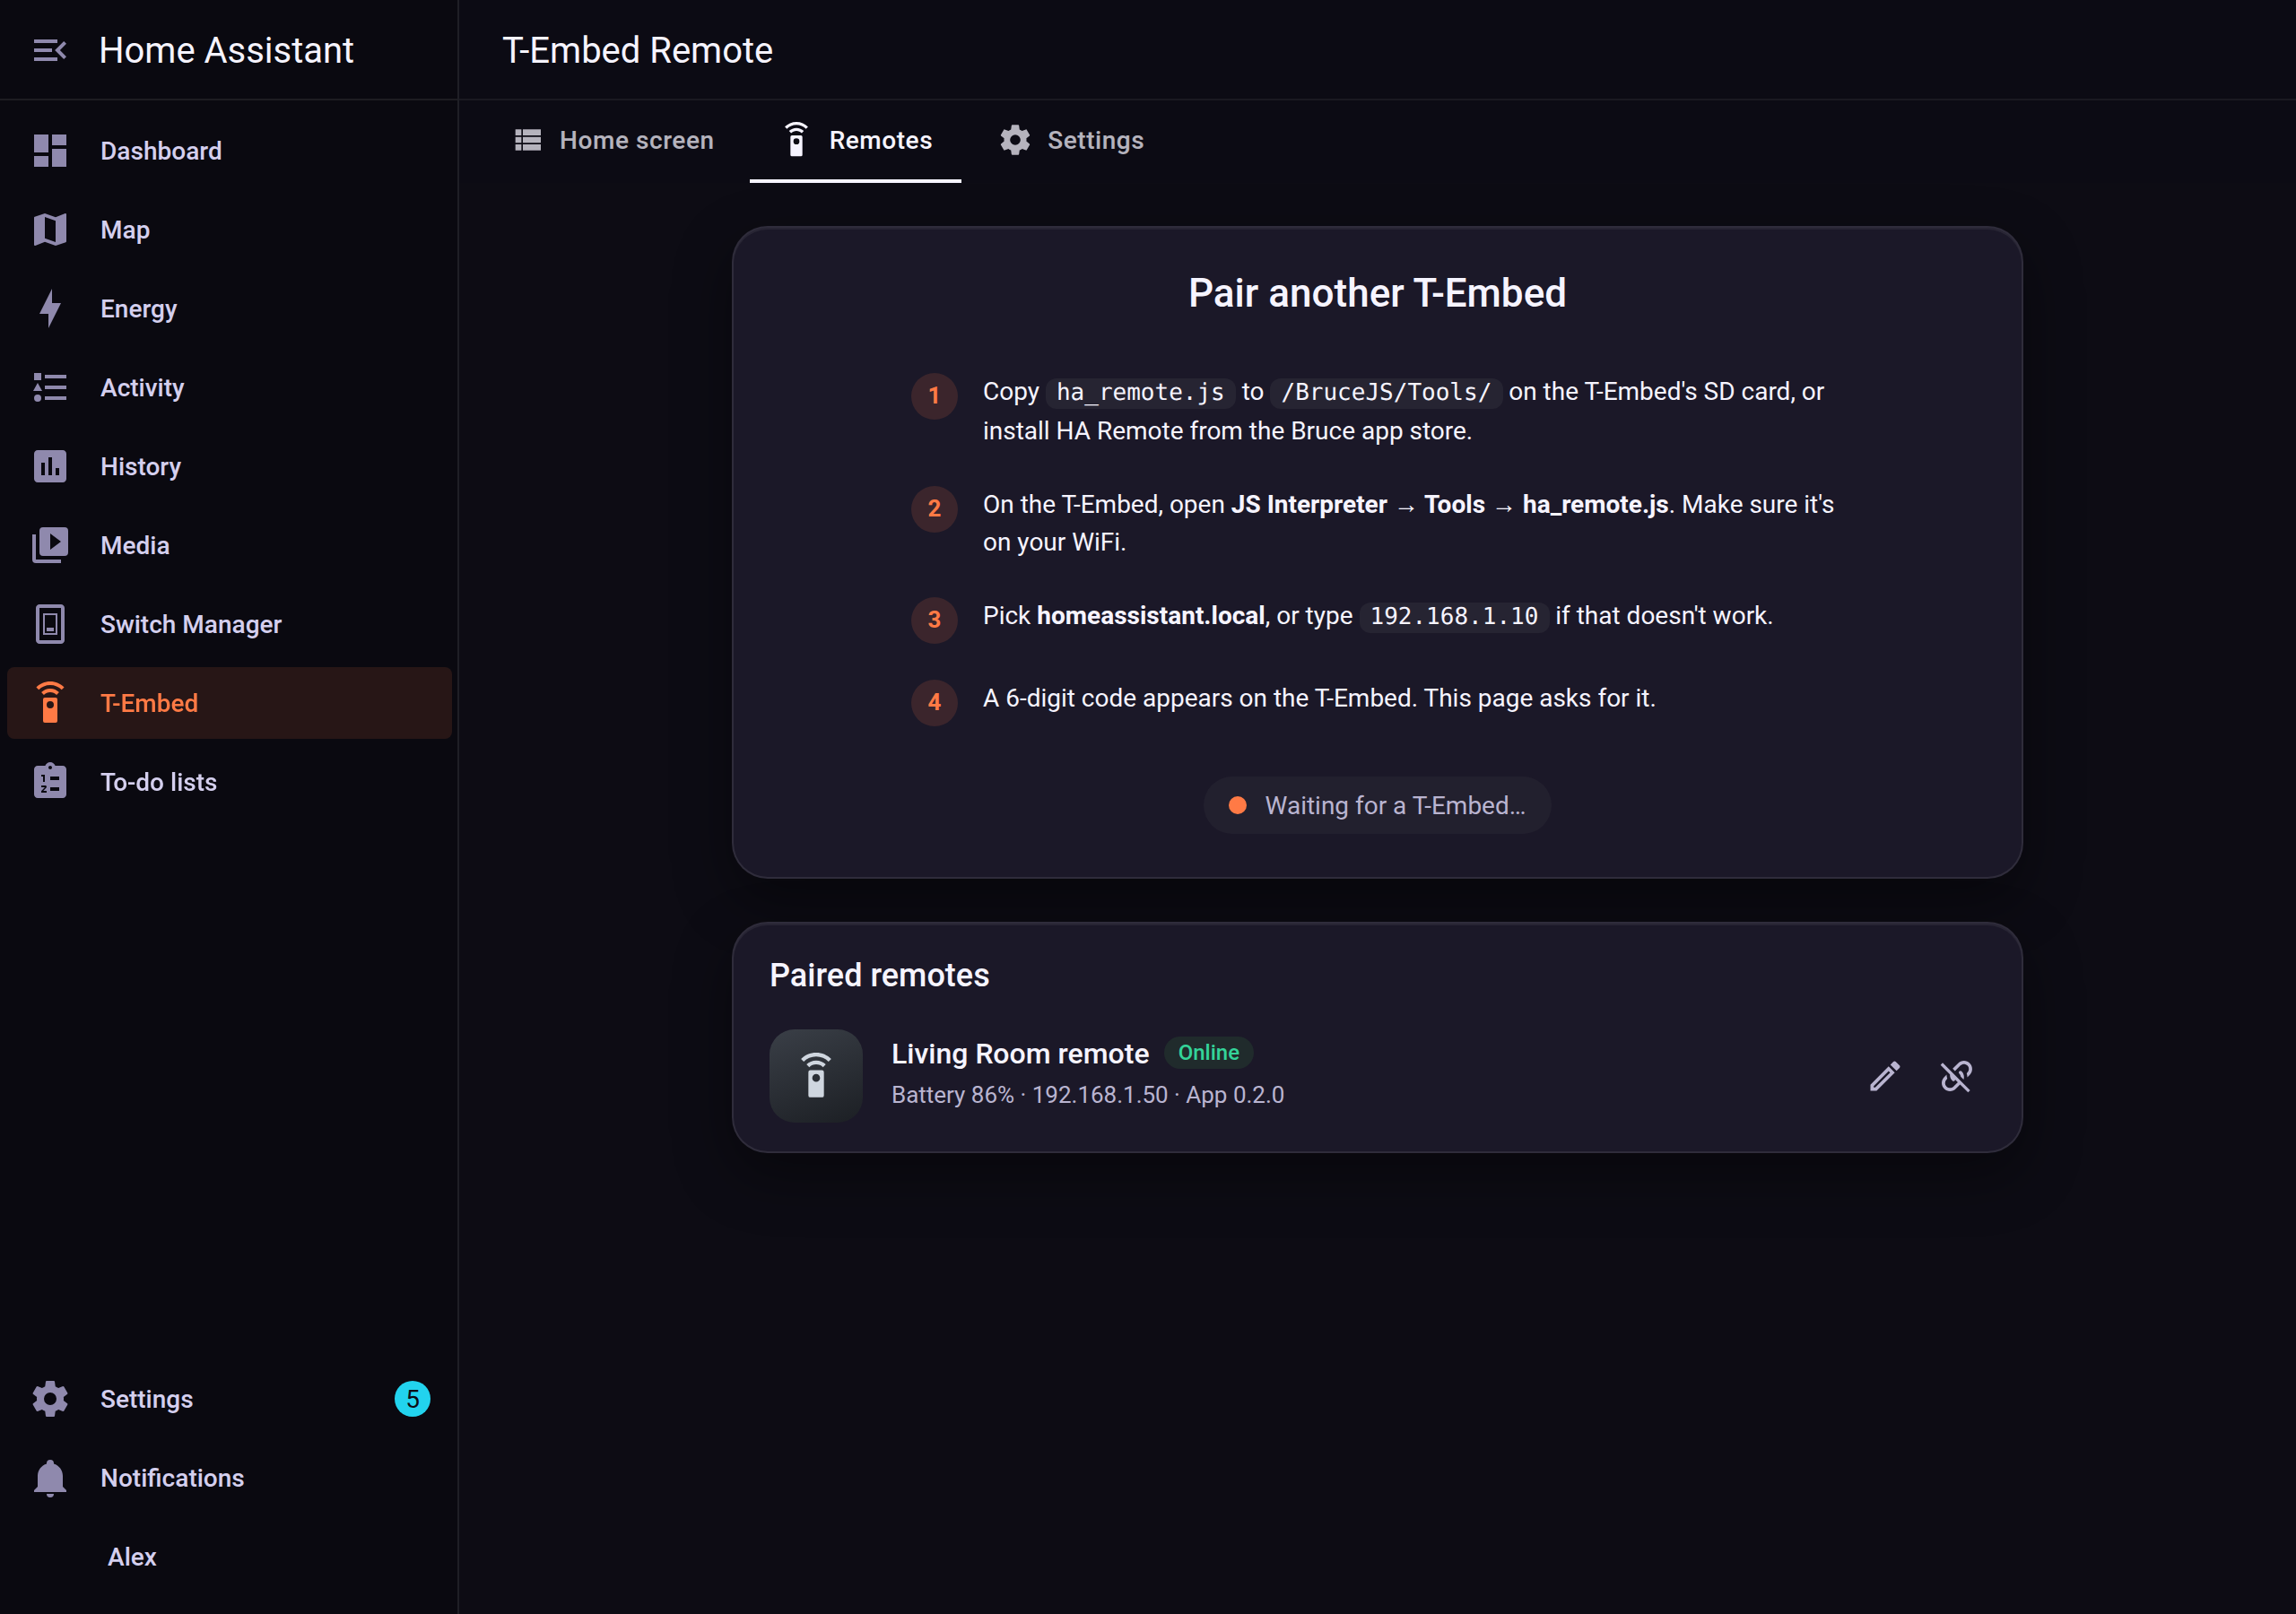 Home Assistant
T-Embed Remote
Home screen
Remotes
Settings
Dashboard
Map
Energy
Activity
History
Media
Switch Manager
T-Embed
To-do lists
Settings
5
Notifications
Alex
Pair another T-Embed
1
Copy ha_remote.js to /BruceJS/Tools/ on the T-Embed's SD card, or
install HA Remote from the Bruce app store.
2
On the T-Embed, open JS Interpreter → Tools → ha_remote.js. Make sure it's
on your WiFi.
3
Pick homeassistant.local, or type 192.168.1.10 if that doesn't work.
4
A 6-digit code appears on the T-Embed. This page asks for it.
Waiting for a T-Embed...
Paired remotes
Living Room remote
Online
Battery 86% · 192.168.1.50 · App 0.2.0